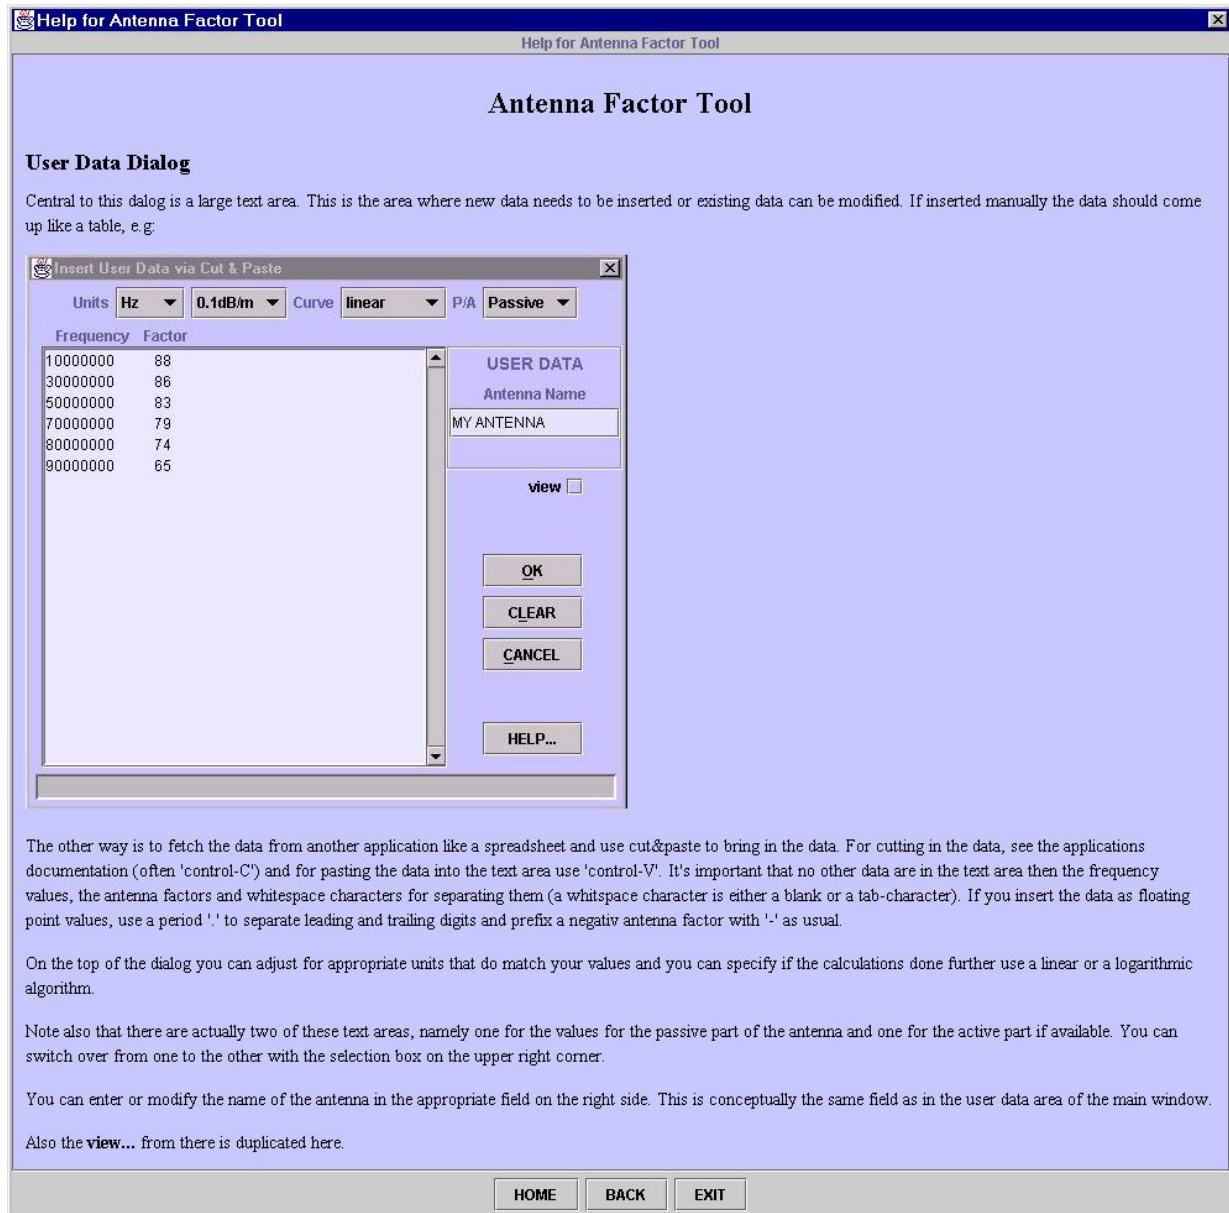 Help for Antenna Factor Tool
Help for Antenna Factor Tool
Antenna Factor Tool
User Data Dialog
Central to this dalog is a large text area. This is the area where new data needs to be inserted or existing data can be modified. If inserted manually the data should come
up like a table, e.g:
Insert User Data via Cut & Paste
Units Hz 0.1dB/m Curve linear P/A Passive
Frequency Factor
10000000 88
30000000 86
50000000 83
70000000 79
80000000 74
90000000 65
USER DATA
Antenna Name
MY ANTENNA
view
OK
CLEAR
CANCEL
HELP...
The other way is to fetch the data from another application like a spreadsheet and use cut&paste to bring in the data. For cutting in the data, see the applications
documentation (often 'control-C') and for pasting the data into the text area use 'control-V'. It's important that no other data are in the text area then the frequency
values, the antenna factors and whitespace characters for separating them (a whitspace character is either a blank or a tab-character). If you insert the data as floating
point values, use a period '.' to separate leading and trailing digits and prefix a negativ antenna factor with '-' as usual.
On the top of the dialog you can adjust for appropriate units that do match your values and you can specify if the calculations done further use a linear or a logarithmic
algorithm.
Note also that there are actually two of these text areas, namely one for the values for the passive part of the antenna and one for the active part if available. You can
switch over from one to the other with the selection box on the upper right corner.
You can enter or modify the name of the antenna in the appropriate field on the right side. This is conceptually the same field as in the user data area of the main window.
Also the view... from there is duplicated here.
HOME BACK EXIT